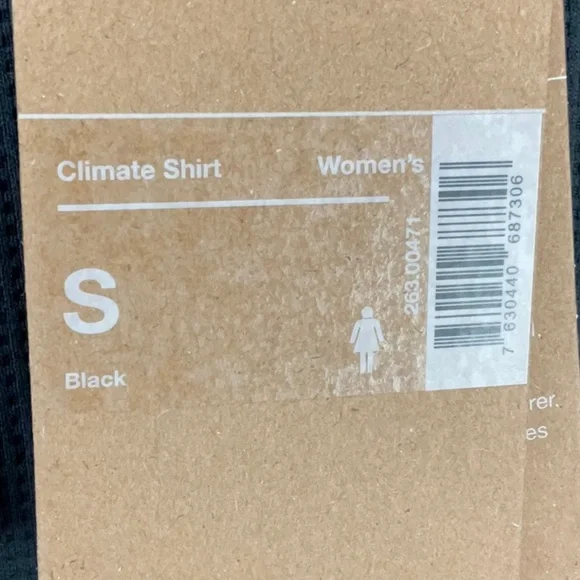 Climate Shirt Women's
S
Black
263.00471
7 630440 687306
rer.
es